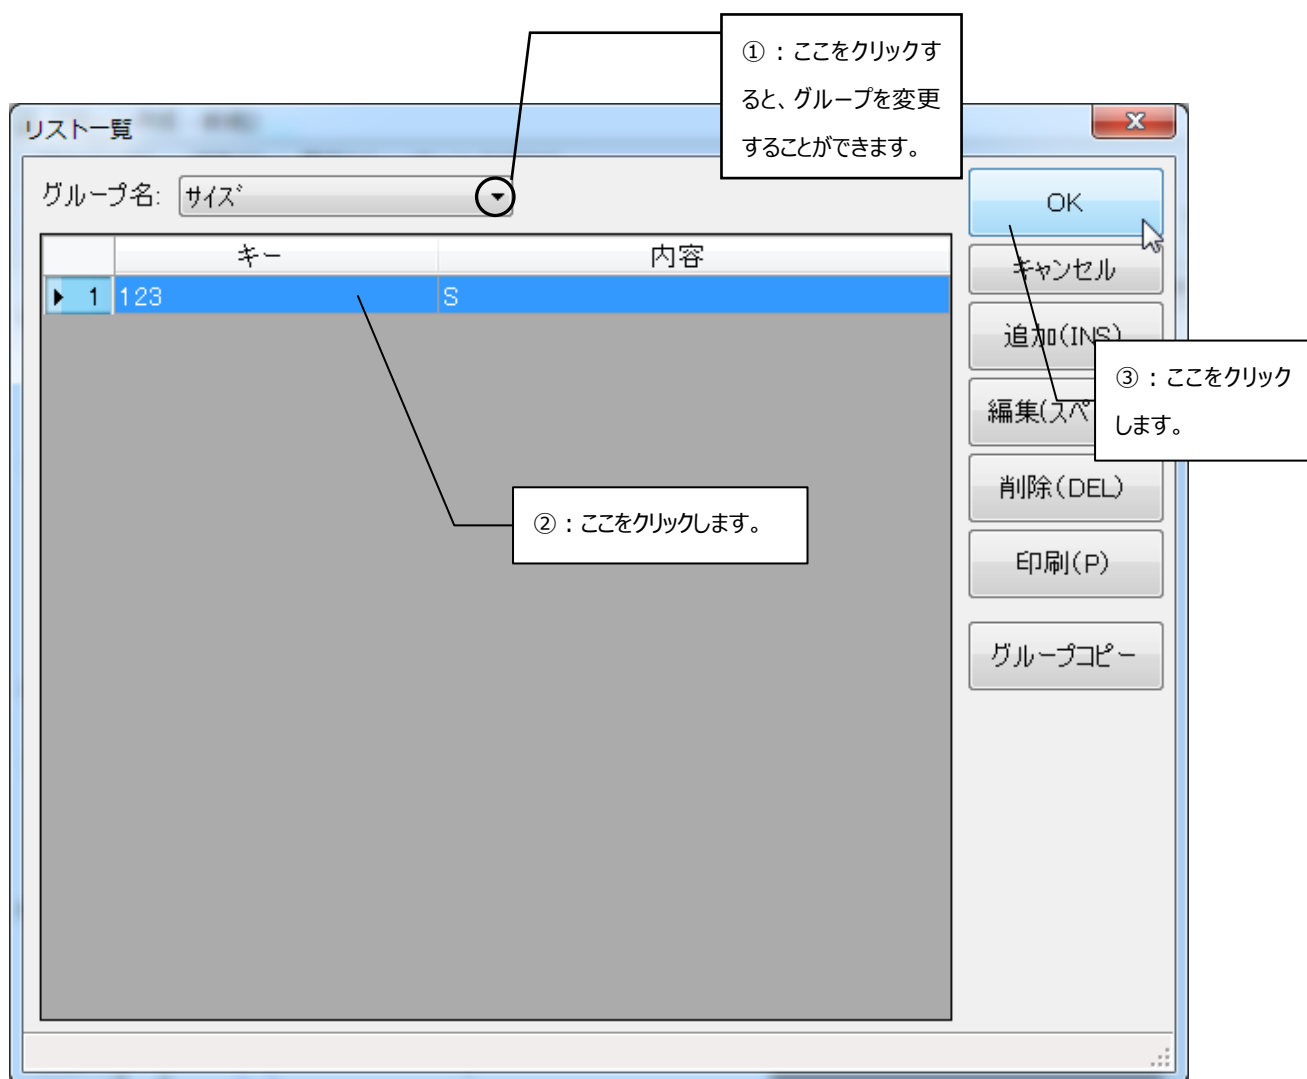 ①：ここをクリックす
ると、グループを変更
することができます。
リスト一覧
グループ名: ｻｲｽﾞ
OK
キャンセル
追加(INS)
編集(スペ
削除(DEL)
印刷(P)
グループコピー
キー 内容
1 123 S
②：ここをクリックします。
③：ここをクリック
します。